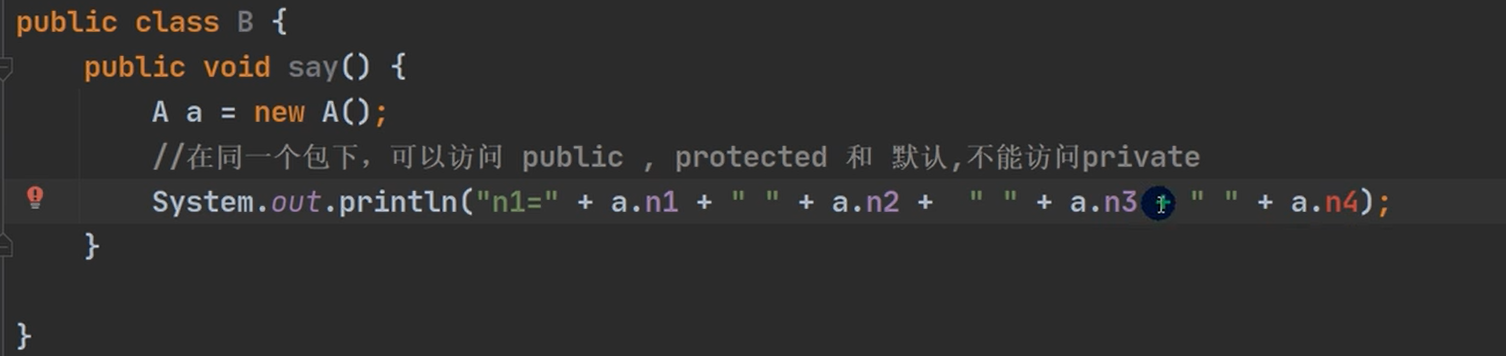 public class B {
public void say() {
A a = new A();
//在同一个包下，可以访问 public , protected 和 默认,不能访问private
System.out.println("n1=" + a.n1 + " " + a.n2 +  " " + a.n3 + " " + a.n4);
}
}